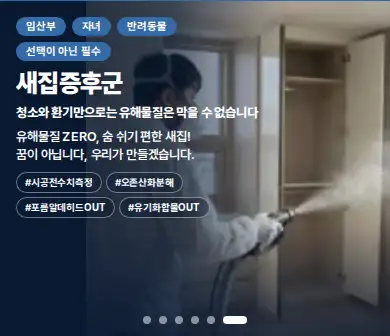 임산부 자녀 반려동물
선택이 아닌 필수
새집증후군
청소와 환기만으로는 유해물질은 막을 수 없습니다
유해물질 ZERO, 숨 쉬기 편한 새집!
꿈이 아닙니다, 우리가 만들겠습니다.
#시공전수치측정 #오존산화분해
#포름알데히드OUT #유기화합물OUT